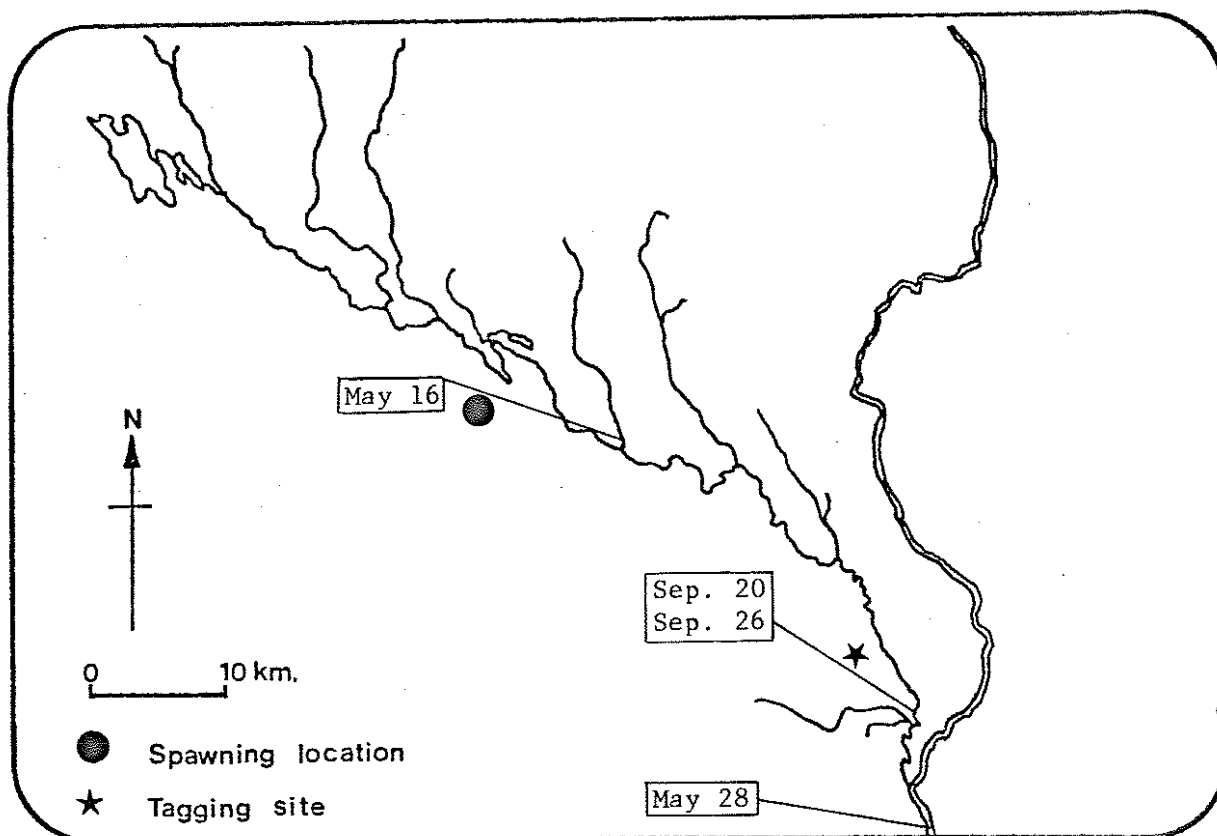 May 16
N
Sep. 20
Sep. 26
0 10 km.
Spawning location
Tagging site
May 28